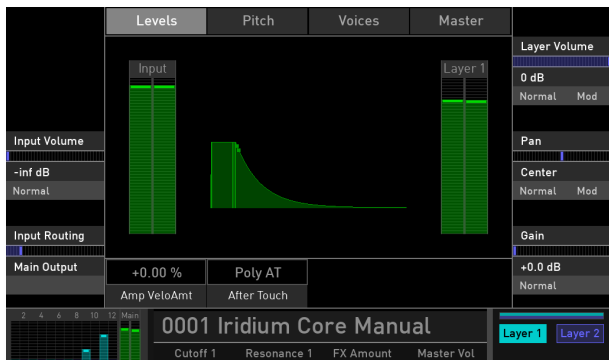 Levels Pitch Voices Master
Layer Volume
Input Layer 1
0 dB
Normal Mod
Input Volume Pan
-inf dB Center
Normal Normal Mod
Input Routing Gain
Main Output +0.00 % Poly AT +0.0 dB
Amp VeloAmt After Touch Normal
2 4 6 8 10 12 Main
0001 Iridium Core Manual
Layer 1 Layer 2
Cutoff 1 Resonance 1 FX Amount Master Vol